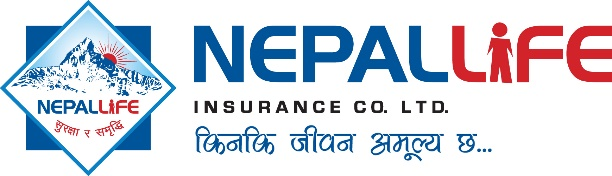 NEPALLIFE
सुरक्षा र समृद्धि
NEPALLIFE
INSURANCE CO. LTD.
किनकि जीवन अमूल्य छ...